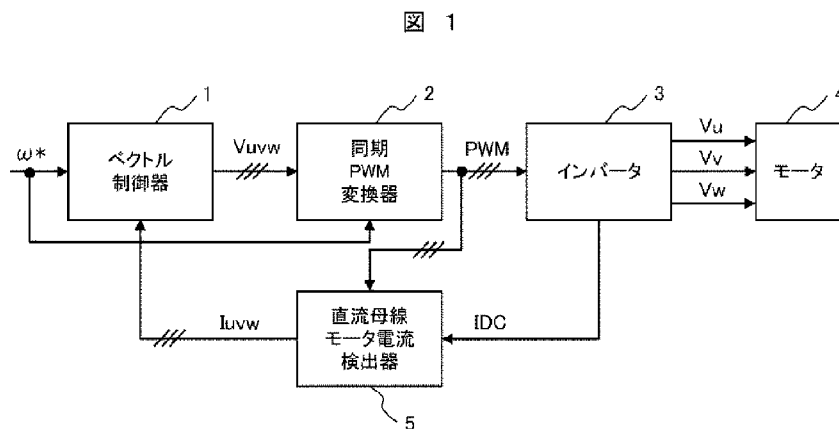 図 1
1
2
3
4
ω*
ベクトル
制御器
Vuvw
同期
PWM
変換器
PWM
インバータ
Vu
Vv
Vw
モータ
Iuvw
直流母線
モータ電流
検出器
IDC
5